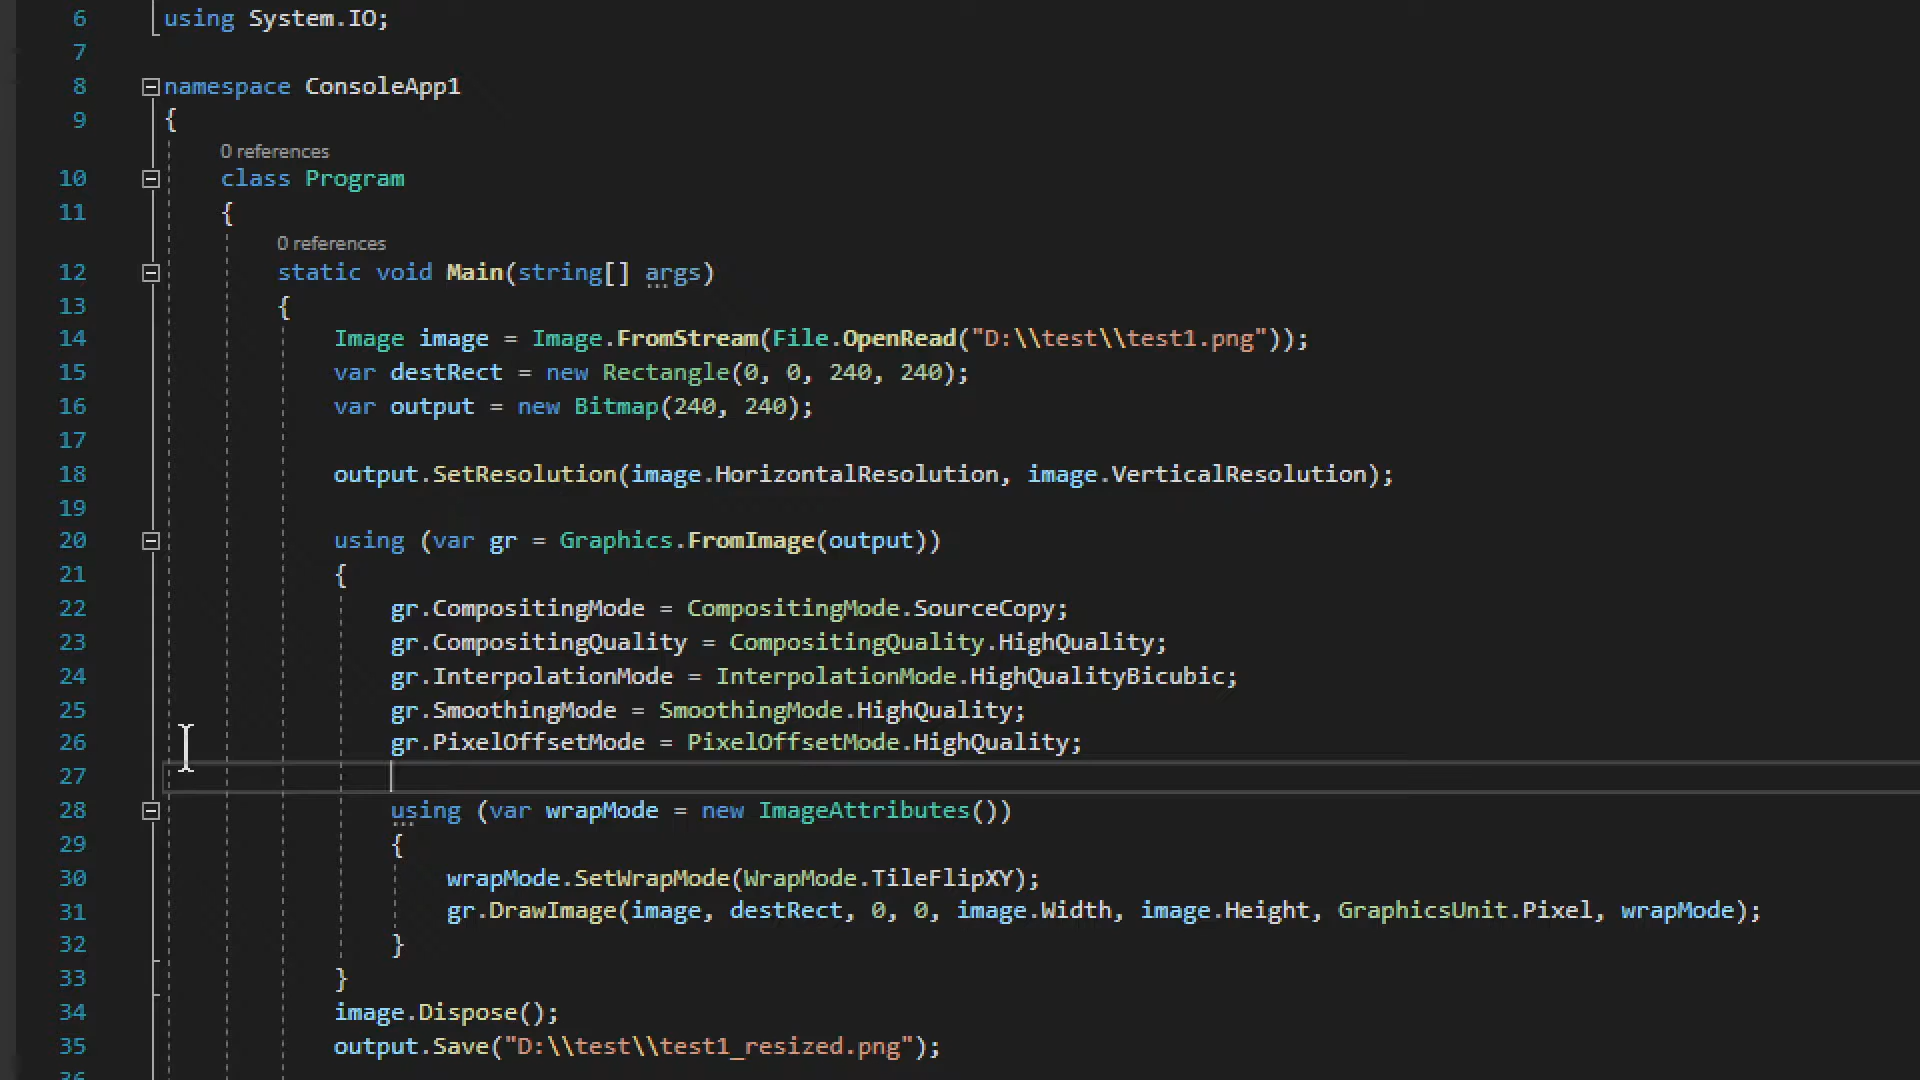 6 using System.IO;
7
8 namespace ConsoleApp1
9 {
0 references
10 class Program
11 {
0 references
12 static void Main(string[] args)
13 {
14 Image image = Image.FromStream(File.OpenRead("D:\\test\\test1.png"));
15 var destRect = new Rectangle(0, 0, 240, 240);
16 var output = new Bitmap(240, 240);
17
18 output.SetResolution(image.HorizontalResolution, image.VerticalResolution);
19
20 using (var gr = Graphics.FromImage(output))
21 {
22 gr.CompositingMode = CompositingMode.SourceCopy;
23 gr.CompositingQuality = CompositingQuality.HighQuality;
24 gr.InterpolationMode = InterpolationMode.HighQualityBicubic;
25 gr.SmoothingMode = SmoothingMode.HighQuality;
26 gr.PixelOffsetMode = PixelOffsetMode.HighQuality;
27
28 using (var wrapMode = new ImageAttributes())
29 {
30 wrapMode.SetWrapMode(WrapMode.TileFlipXY);
31 gr.DrawImage(image, destRect, 0, 0, image.Width, image.Height, GraphicsUnit.Pixel, wrapMode);
32 }
33 }
34 image.Dispose();
35 output.Save("D:\\test\\test1_resized.png");
36